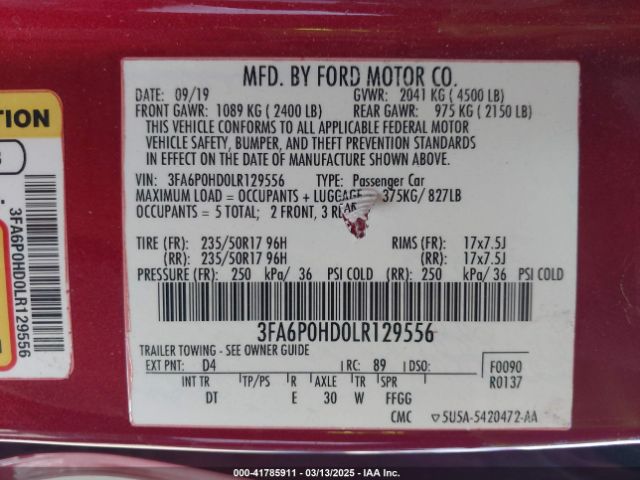 TION
3FA6P0HD0LR129556
MFD. BY FORD MOTOR CO.
DATE: 09/19 GVWR: 2041 KG ( 4500 LB)
FRONT GAWR: 1089 KG ( 2400 LB) REAR GAWR: 975 KG ( 2150 LB)
THIS VEHICLE CONFORMS TO ALL APPLICABLE FEDERAL MOTOR
VEHICLE SAFETY, BUMPER, AND THEFT PREVENTION STANDARDS
IN EFFECT ON THE DATE OF MANUFACTURE SHOWN ABOVE.
VIN: 3FA6P0HD0LR129556 TYPE: Passenger Car
MAXIMUM LOAD = OCCUPANTS + LUGGAGE 375KG/ 827LB
OCCUPANTS = 5 TOTAL; 2 FRONT, 3 REAR
TIRE (FR): 235/50R17 96H RIMS (FR): 17x7.5J
(RR): 235/50R17 96H (RR): 17x7.5J
PRESSURE (FR): 250 kPa/ 36 PSI COLD (RR): 250 kPa/ 36 PSI COLD
3FA6P0HD0LR129556
TRAILER TOWING - SEE OWNER GUIDE
EXT PNT: D4 RC: 89 DSO: F0090
R0137
INT TR TP/PS R AXLE TR SPR
DT E 30 W FFGG
CMC 5USA-5420472-AA
000-41785911 - 03/13/2025 - IAA Inc.